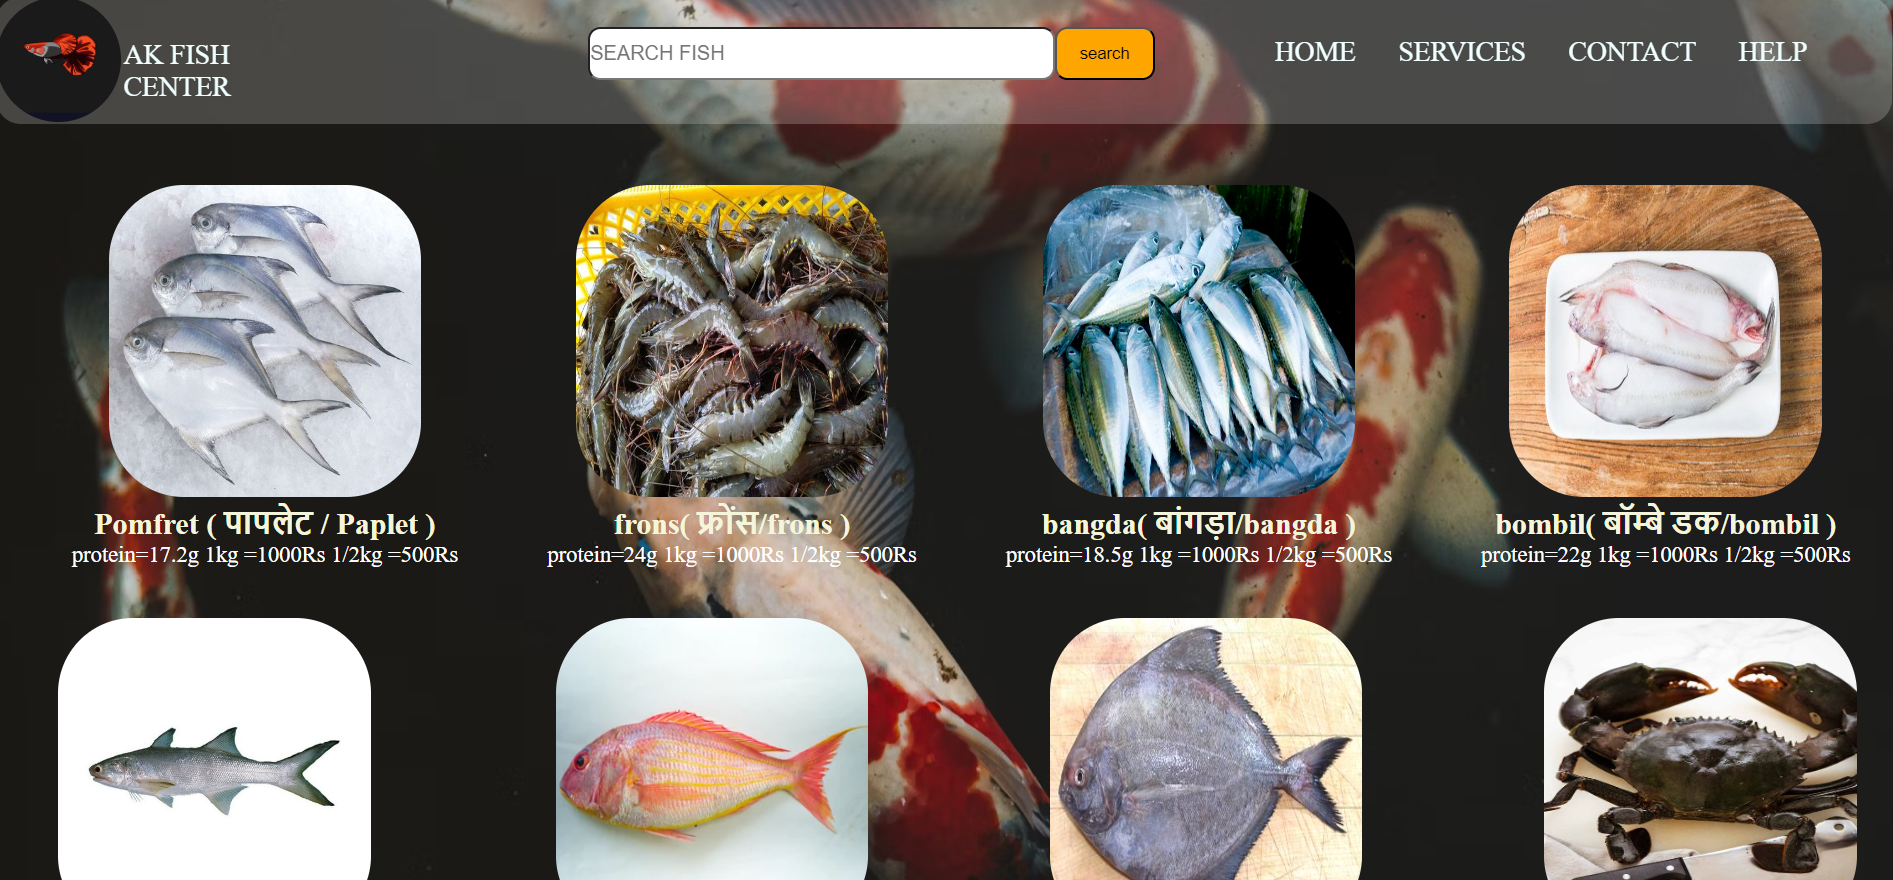 AK FISH
CENTER
SEARCH FISH
search
HOME SERVICES CONTACT HELP
Pomfret ( पापलेट / Paplet )
protein=17.2g 1kg =1000Rs 1/2kg =500Rs
frons( फ्रोंस/frons )
protein=24g 1kg =1000Rs 1/2kg =500Rs
bangda( बांगड़ा/bangda )
protein=18.5g 1kg =1000Rs 1/2kg =500Rs
bombil( बॉम्बे डक/bombil )
protein=22g 1kg =1000Rs 1/2kg =500Rs